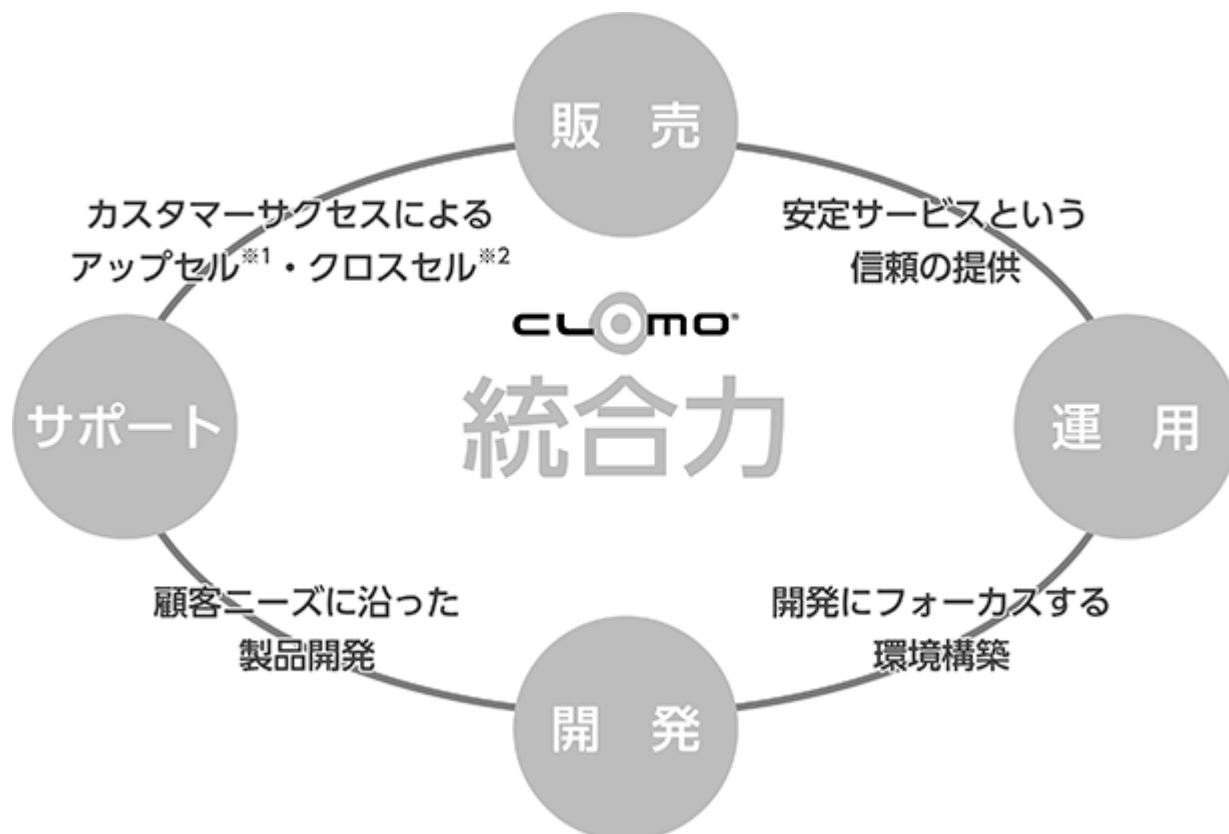 販　売
カスタマーサクセスによる
アップセル※1・クロスセル※2
安定サービスという
信頼の提供
CLOMO®
統合力
サポート
運　用
顧客ニーズに沿った
製品開発
開発にフォーカスする
環境構築
開　発